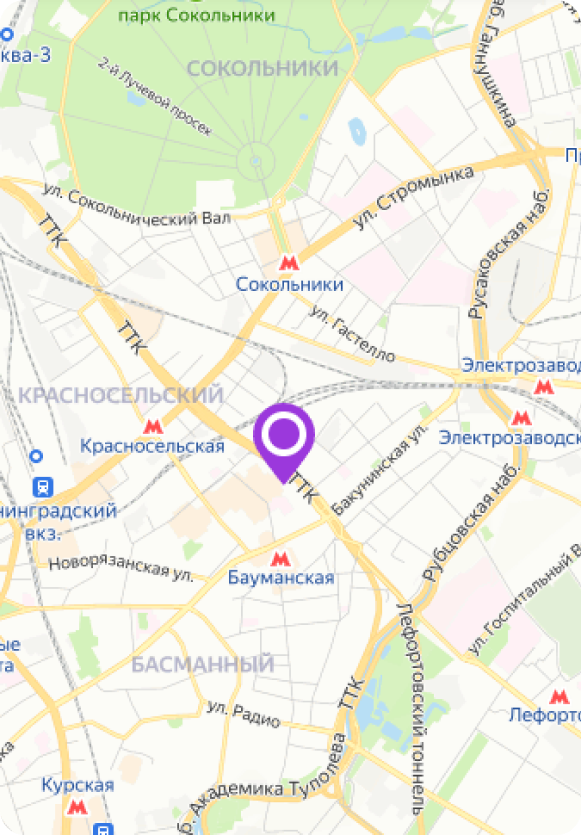 парк Сокольники
ква-3
СОКОЛЬНИКИ
2-й Лучевой просек
наб. Ганнушкина
Пр
ул. Стромынка
ул. Сокольнический Вал
ТТК
Русаковская наб.
Сокольники
ул. Гастелло
ТТК
Электрозавод
КРАСНОСЕЛЬСКИЙ
Красносельская
Электрозаводск
Бакунинская ул.
ТТК
Рубцовская наб.
нинградский
вкз.
Новорязанская ул.
Бауманская
ул. Госпитальный В
Лефортовский тоннель
ые
та
БАСМАННЫЙ
ТТК
ул. Радио
Лефорто
Курская
б. Академика Туполева